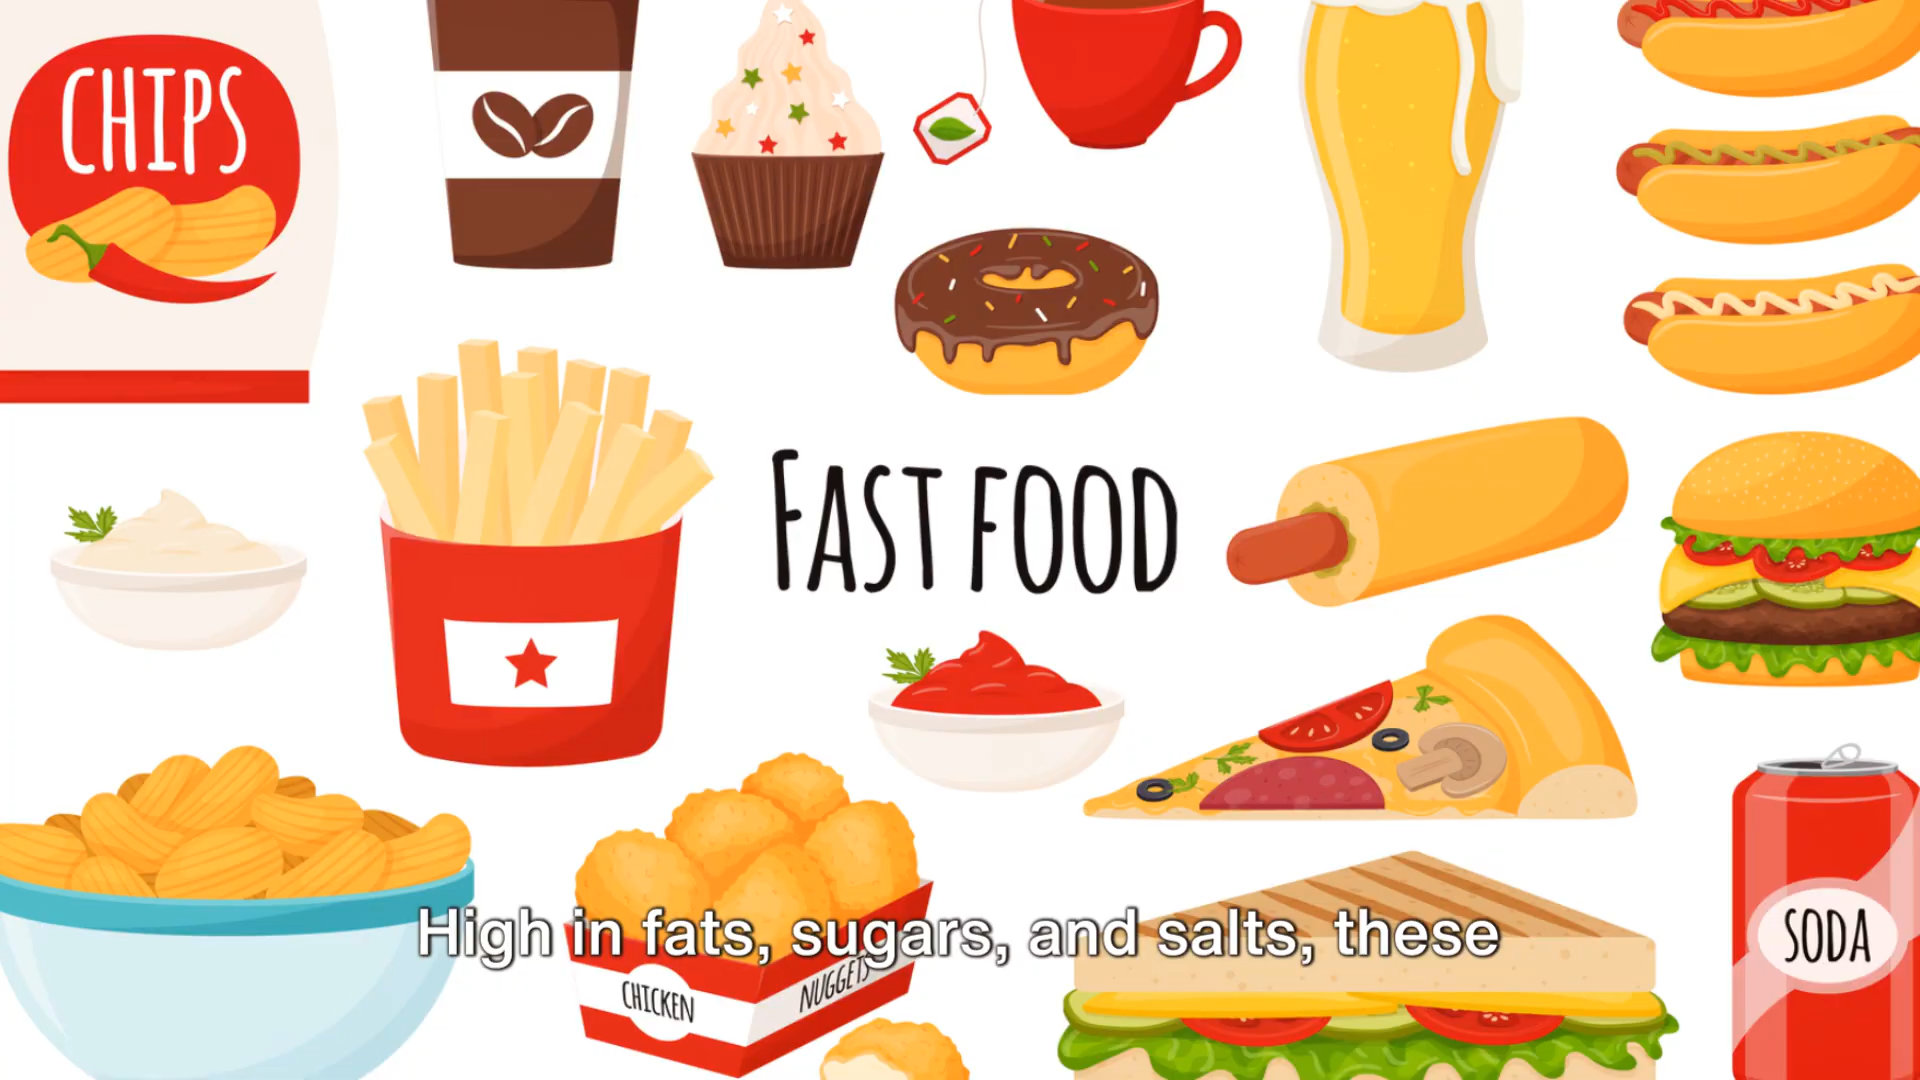 CHIPS
FAST FOOD
High in fats, sugars, and salts, these
CHICKEN
NUGGETS
SODA